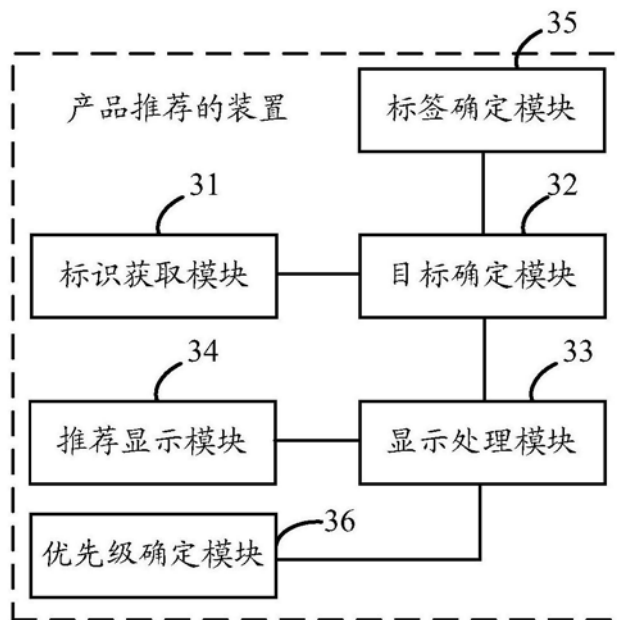 35
产品推荐的装置
标签确定模块
31
32
标识获取模块
目标确定模块
34
33
推荐显示模块
显示处理模块
36
优先级确定模块